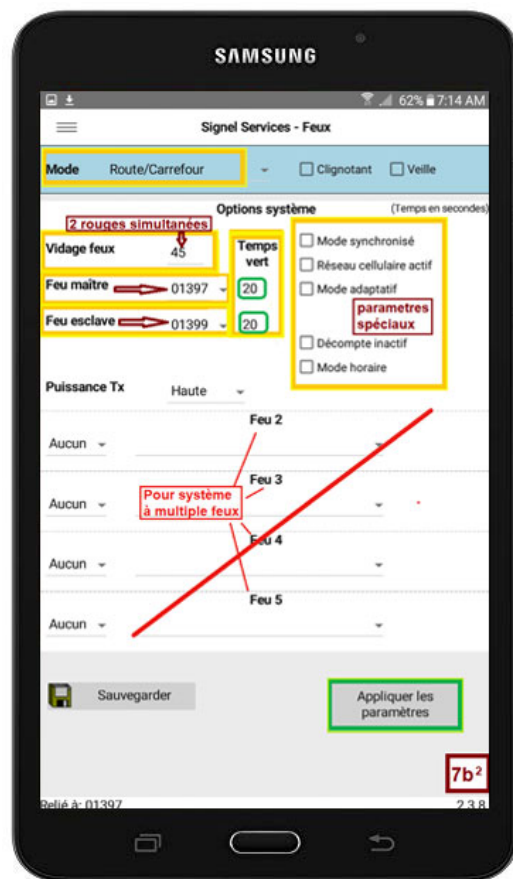 SAMSUNG
62% 7:14 AM
Signel Services - Feux
Mode Route/Carrefour Clignotant Veille
Options système (Temps en secondes)
2 rouges simultanées
Vidage feux 45 Temps vert Mode synchronisé
Réseau cellulaire actif
Feu maître 01397 20 Mode adaptatif
parametres spéciaux
Feu esclave 01399 20
Décompte inactif
Mode horaire
Puissance Tx Haute
Feu 2
Aucun
Feu 3
Pour système à multiple feux
Aucun
Feu 4
Aucun
Feu 5
Aucun
Sauvegarder
Appliquer les paramètres
7b²
Relié à: 01397 2.3.8